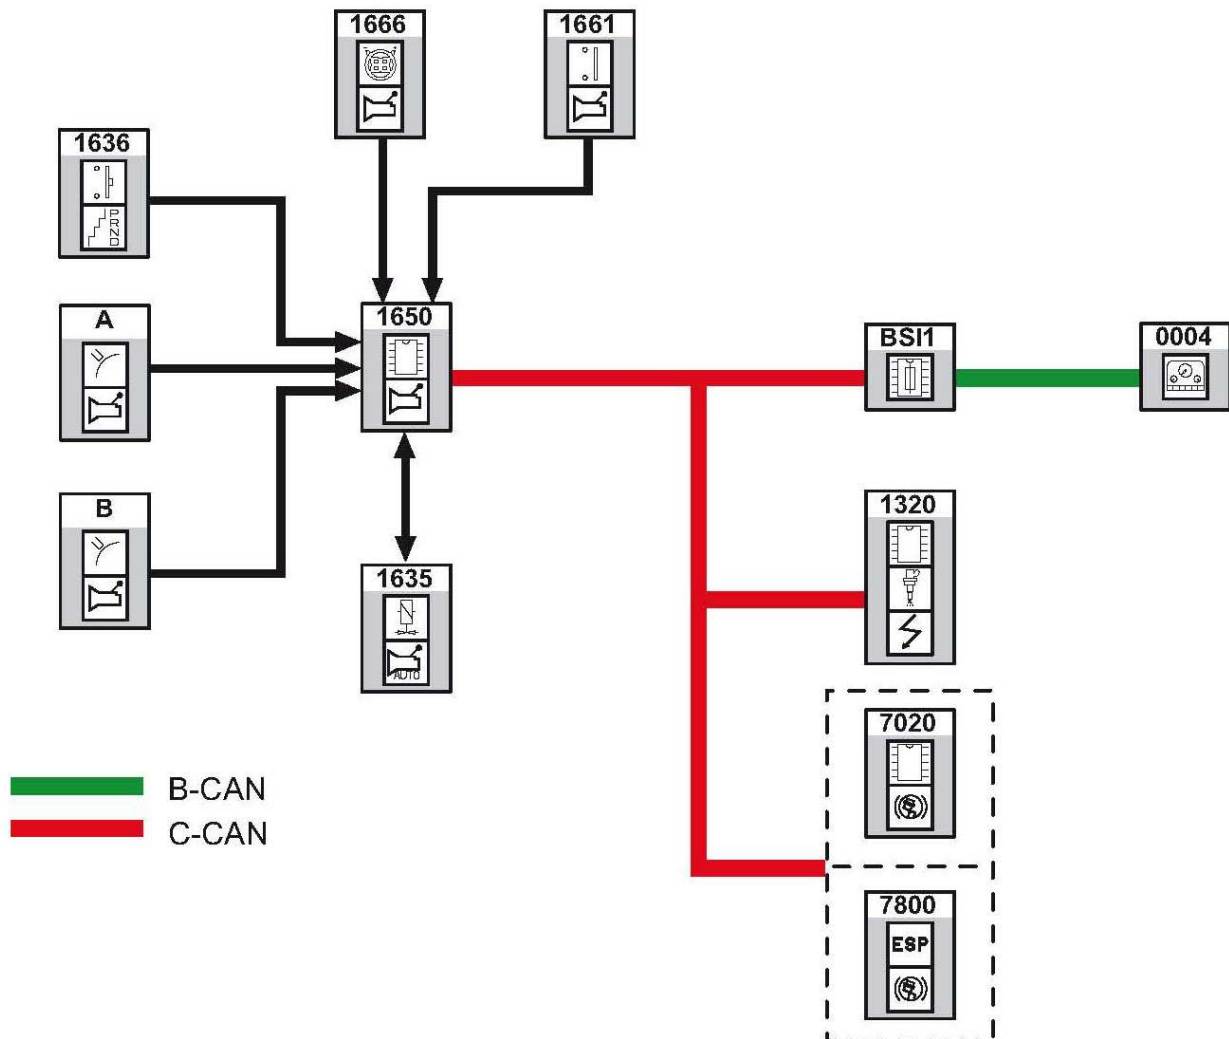 1666
1661
1636
P
R
N
D
A
1650
BSI1
0004
B
1320
1635
AUTO
7020
B-CAN
C-CAN
7800
ESP